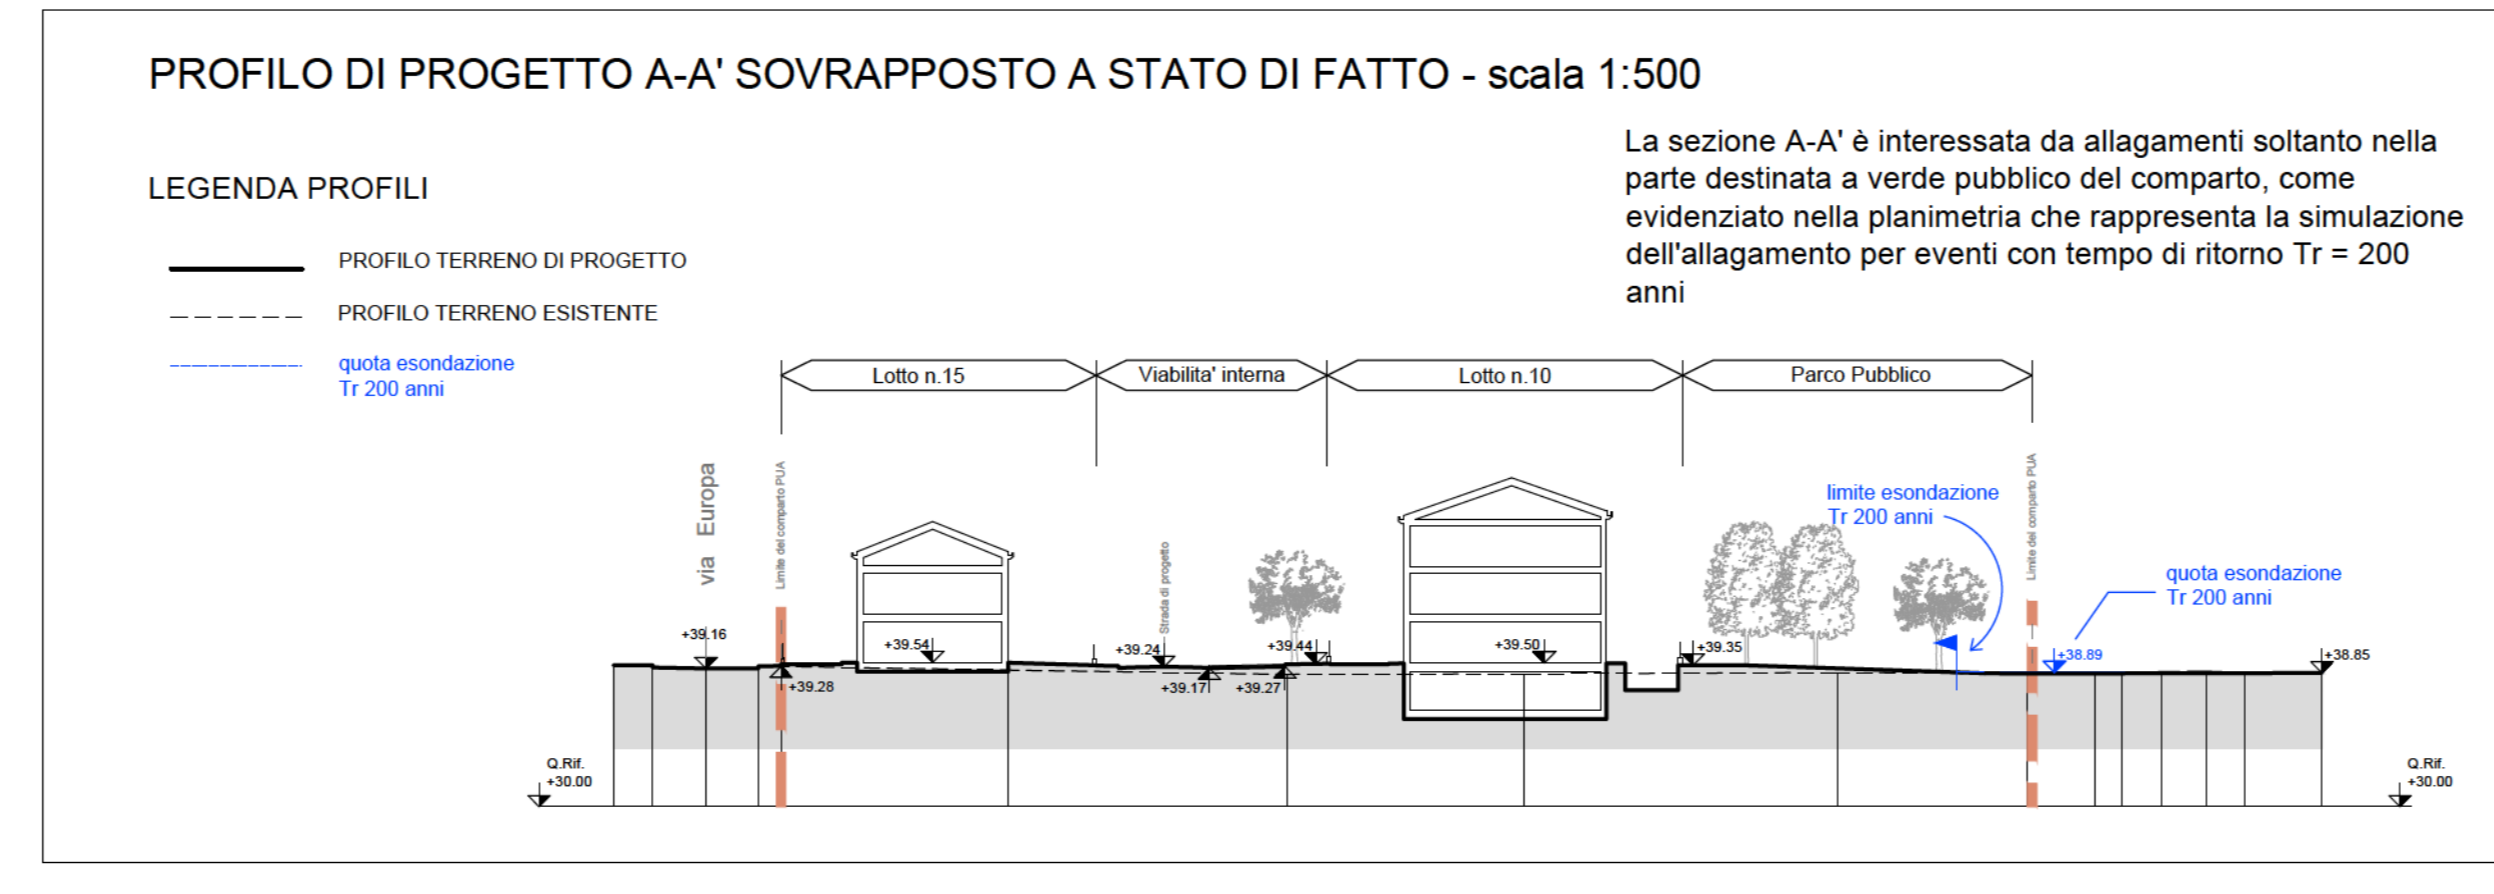 PROFILO DI PROGETTO A-A' SOVRAPPOSTO A STATO DI FATTO - scala 1:500
La sezione A-A' è interessata da allagamenti soltanto nella
parte destinata a verde pubblico del comparto, come
evidenziato nella planimetria che rappresenta la simulazione
dell'allagamento per eventi con tempo di ritorno Tr = 200
anni
LEGENDA PROFILI
PROFILO TERRENO DI PROGETTO
PROFILO TERRENO ESISTENTE
quota esondazione
Tr 200 anni
Lotto n.15
Viabilita' interna
Lotto n.10
Parco Pubblico
via Europa
Limite del comparto PUA
Strada di progetto
limite esondazione
Tr 200 anni
Limite del comparto PUA
quota esondazione
Tr 200 anni
+39.16
+39.28
+39.54
+39.24
+39.17
+39.27
+39.44
+39.50
+39.35
+38.89
+38.85
Q.Rif.
+30.00
Q.Rif.
+30.00